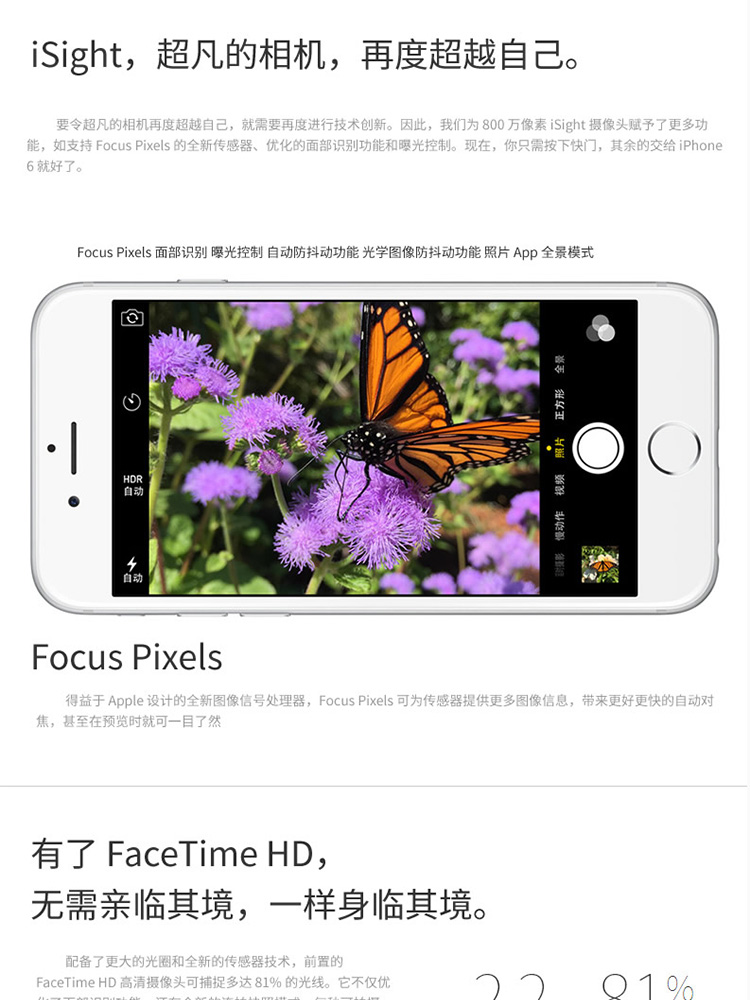 iSight，超凡的相机，再度超越自己。
要令超凡的相机再度超越自己，就需要再度进行技术创新。因此，我们为 800 万像素 iSight 摄像头赋予了更多功
能，如支持 Focus Pixels 的全新传感器、优化的面部识别功能和曝光控制。现在，你只需按下快门，其余的交给 iPhone
6 就好了。
Focus Pixels 面部识别 曝光控制 自动防抖动功能 光学图像防抖动功能 照片 App 全景模式
HDR
自动
自动
全景
正方形
照片
视频
慢动作
Focus Pixels
得益于 Apple 设计的全新图像信号处理器，Focus Pixels 可为传感器提供更多图像信息，带来更好更快的自动对
焦，甚至在预览时就可一目了然
有了 FaceTime HD，
无需亲临其境，一样身临其境。
配备了更大的光圈和全新的传感器技术，前置的
FaceTime HD 高清摄像头可捕捉多达 81% 的光线。它不仅优
2.2 81%